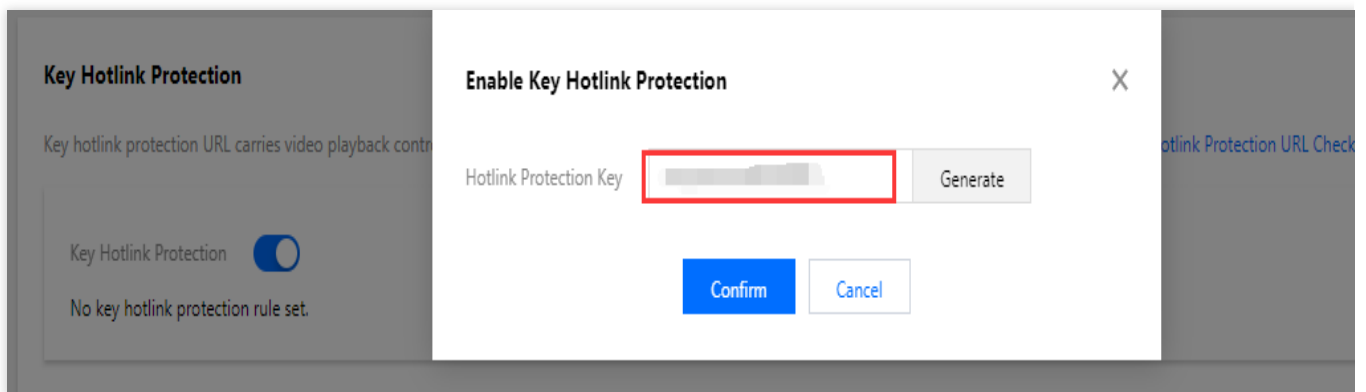 Key Hotlink Protection
Key hotlink protection URL carries video playback contr
otlink Protection URL Check
Key Hotlink Protection
No key hotlink protection rule set.
Enable Key Hotlink Protection
X
Hotlink Protection Key
Generate
Confirm
Cancel